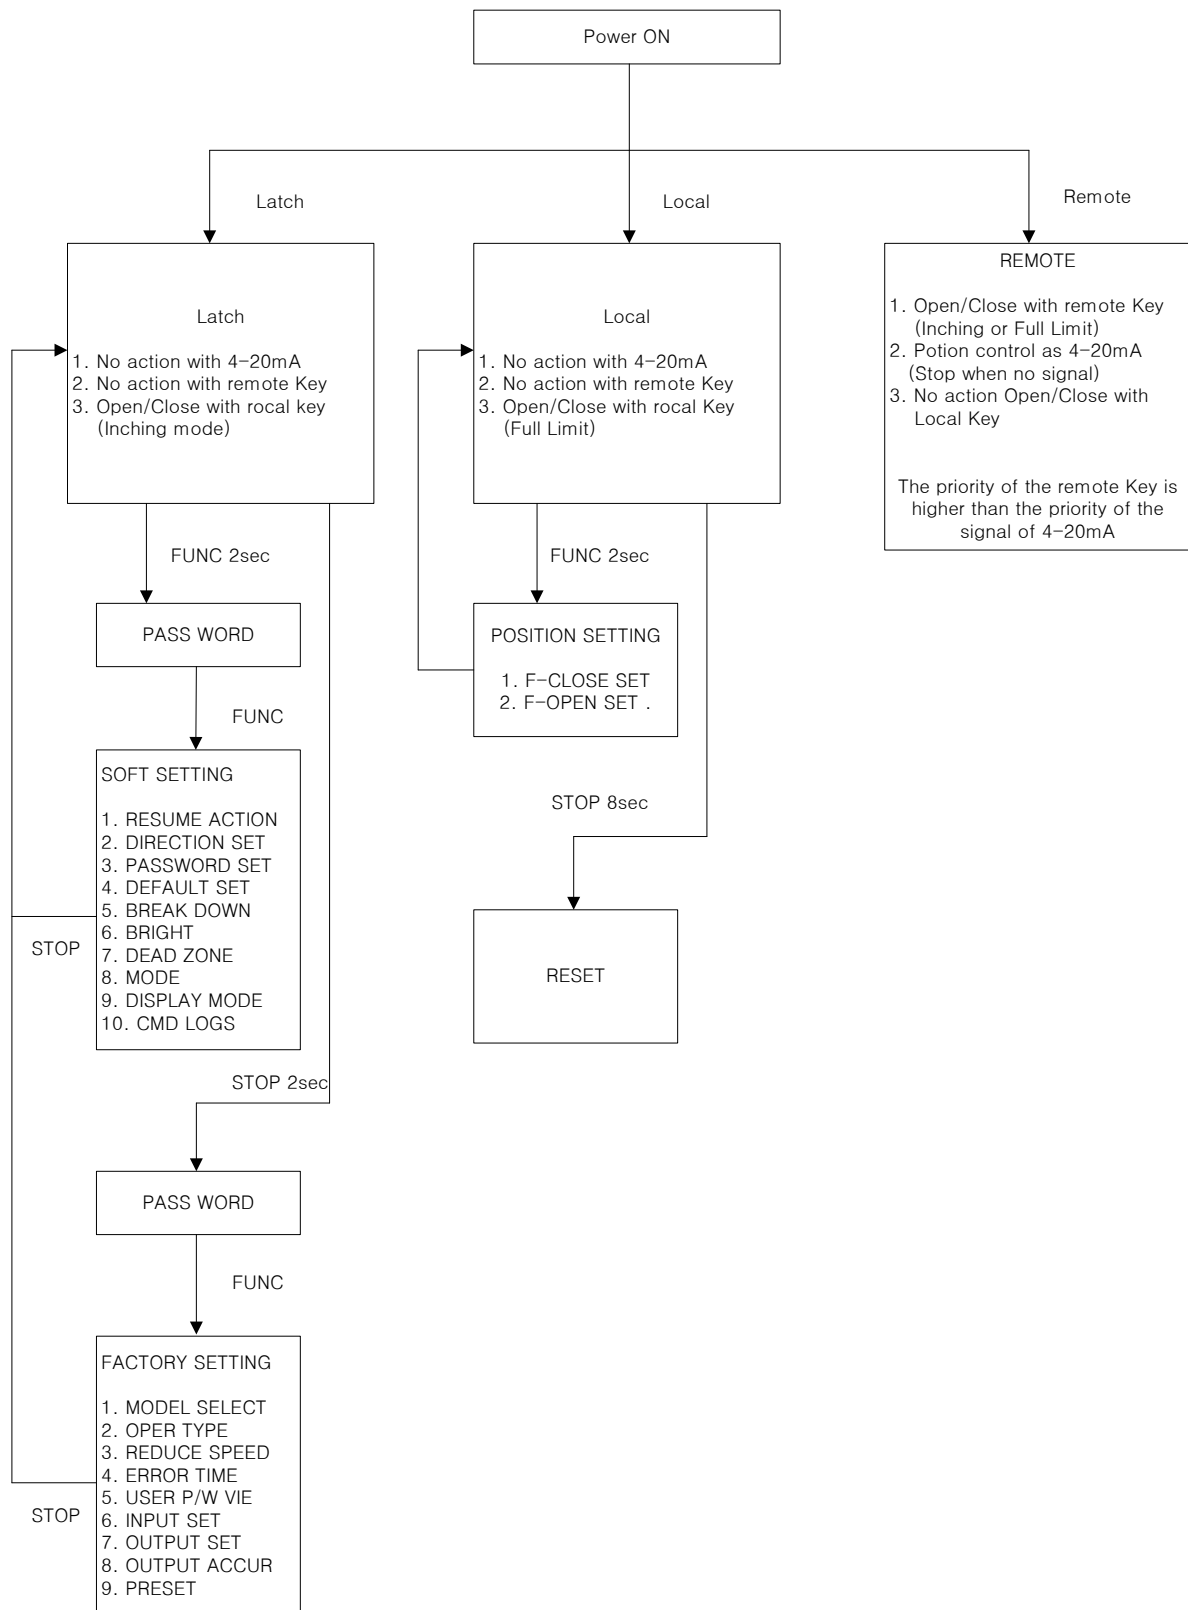 Power ON
Latch
Local
Remote
Latch
1. No action with 4-20mA
2. No action with remote Key
3. Open/Close with rocal key
(Inching mode)
Local
1. No action with 4-20mA
2. No action with remote Key
3. Open/Close with rocal Key
(Full Limit)
REMOTE
1. Open/Close with remote Key
(Inching or Full Limit)
2. Potion control as 4-20mA
(Stop when no signal)
3. No action Open/Close with
Local Key
The priority of the remote Key is
higher than the priority of the
signal of 4-20mA
FUNC 2sec
FUNC 2sec
PASS WORD
POSITION SETTING
1. F-CLOSE SET
2. F-OPEN SET .
FUNC
SOFT SETTING
1. RESUME ACTION
2. DIRECTION SET
3. PASSWORD SET
4. DEFAULT SET
5. BREAK DOWN
6. BRIGHT
7. DEAD ZONE
8. MODE
9. DISPLAY MODE
10. CMD LOGS
STOP
STOP 8sec
RESET
STOP 2sec
PASS WORD
FUNC
FACTORY SETTING
1. MODEL SELECT
2. OPER TYPE
3. REDUCE SPEED
4. ERROR TIME
5. USER P/W VIE
6. INPUT SET
7. OUTPUT SET
8. OUTPUT ACCUR
9. PRESET
STOP